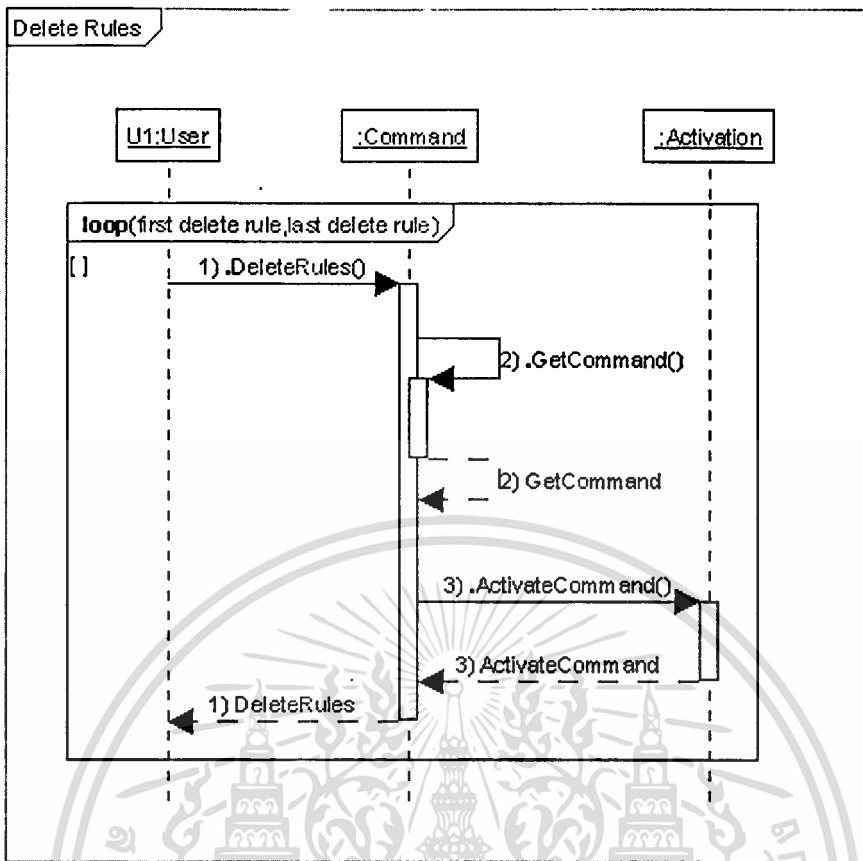 Delete Rules
U1:User
:Command
:Activation
loop(first delete rule,last delete rule)
[ ]
1) .DeleteRules()
2) .GetCommand()
2) GetCommand
3) .ActivateCommand()
3) ActivateCommand
1) DeleteRules